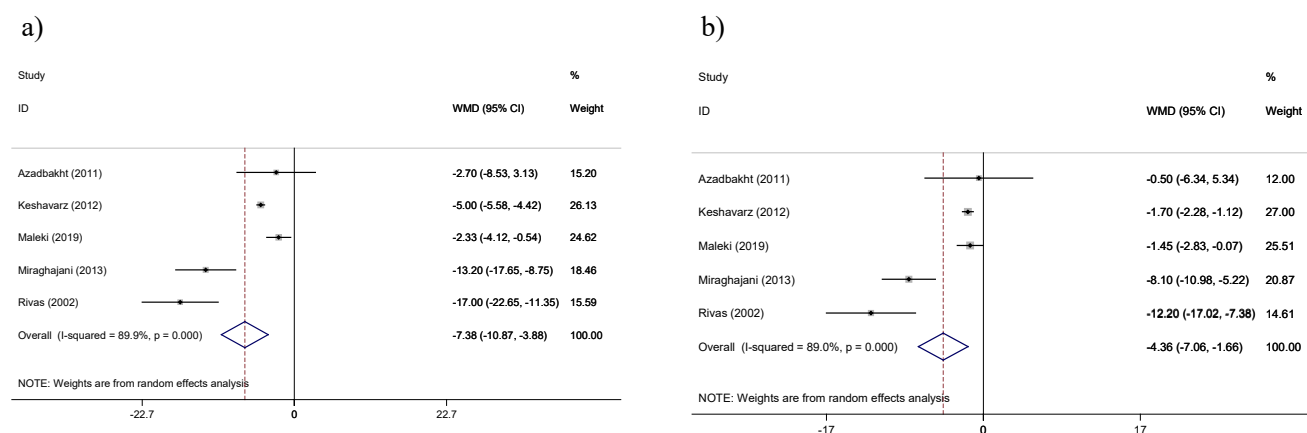 a)
Study %
ID WMD (95% CI) Weight
Azadbakht (2011) -2.70 (-8.53, 3.13) 15.20
Keshavarz (2012) -5.00 (-5.58, -4.42) 26.13
Maleki (2019) -2.33 (-4.12, -0.54) 24.62
Miraghajani (2013) -13.20 (-17.65, -8.75) 18.46
Rivas (2002) -17.00 (-22.65, -11.35) 15.59
Overall (I-squared = 89.9%, p = 0.000) -7.38 (-10.87, -3.88) 100.00
NOTE: Weights are from random effects analysis
-22.7 0 22.7
b)
Study %
ID WMD (95% CI) Weight
Azadbakht (2011) -0.50 (-6.34, 5.34) 12.00
Keshavarz (2012) -1.70 (-2.28, -1.12) 27.00
Maleki (2019) -1.45 (-2.83, -0.07) 25.51
Miraghajani (2013) -8.10 (-10.98, -5.22) 20.87
Rivas (2002) -12.20 (-17.02, -7.38) 14.61
Overall (I-squared = 89.0%, p = 0.000) -4.36 (-7.06, -1.66) 100.00
NOTE: Weights are from random effects analysis
-17 0 17